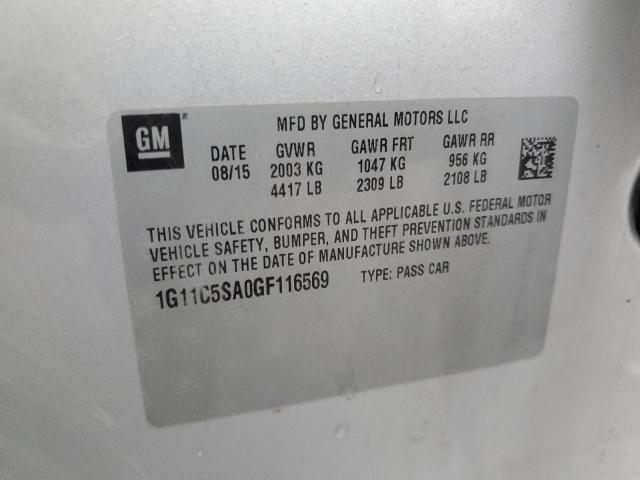 GM
MFD BY GENERAL MOTORS LLC
DATE GVWR GAWR FRT GAWR RR
08/15 2003 KG 1047 KG 956 KG
4417 LB 2309 LB 2108 LB
THIS VEHICLE CONFORMS TO ALL APPLICABLE U.S. FEDERAL MOTOR
VEHICLE SAFETY, BUMPER, AND THEFT PREVENTION STANDARDS IN
EFFECT ON THE DATE OF MANUFACTURE SHOWN ABOVE.
1G11C5SA0GF116569 TYPE: PASS CAR